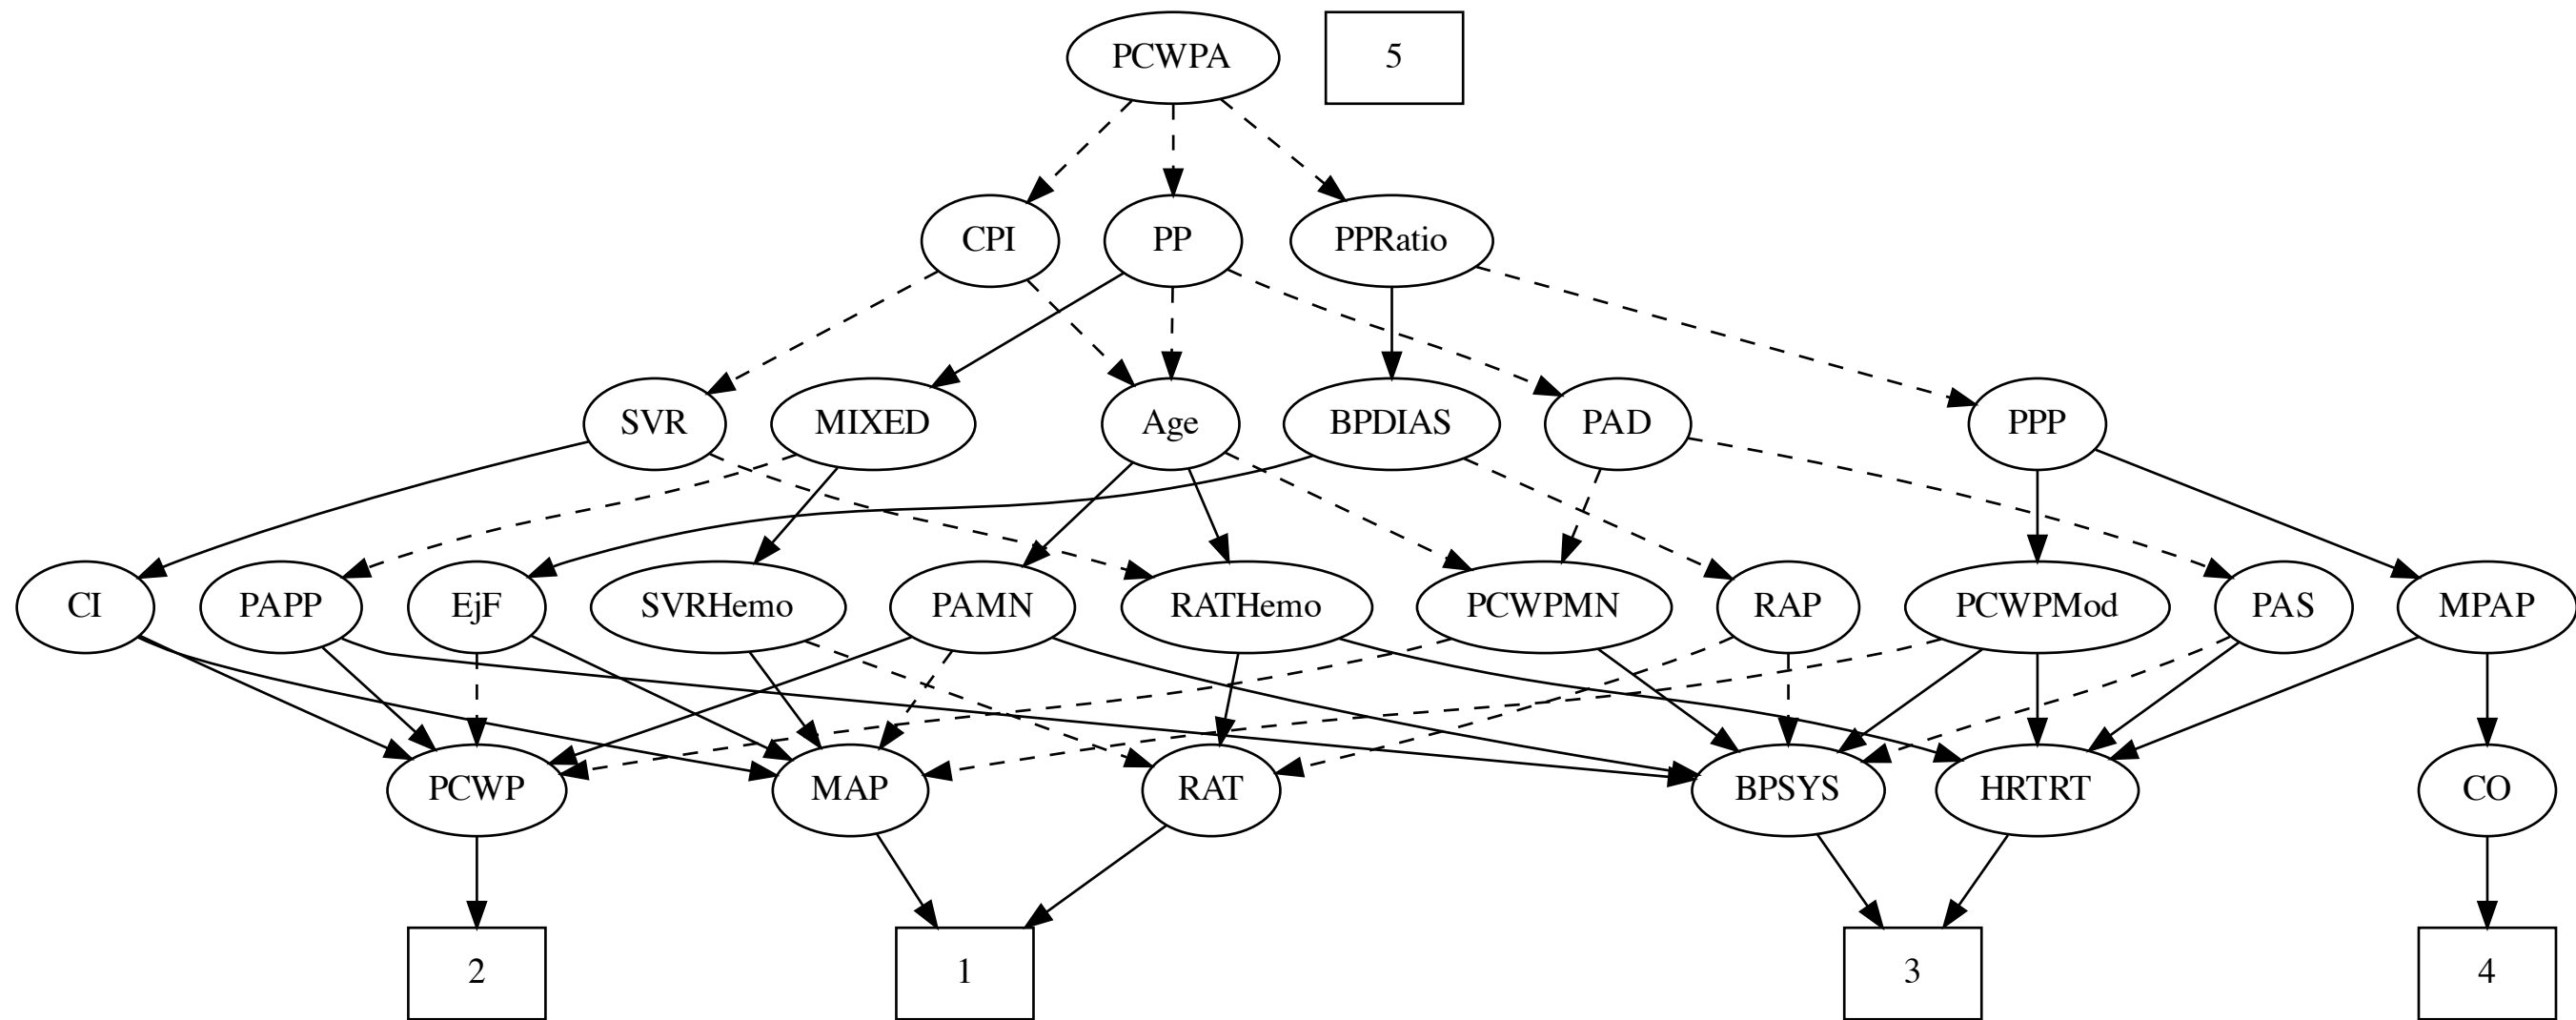 PCWPA
5
CPI
PP
PPRatio
SVR
MIXED
Age
BPDIAS
PAD
PPP
CI
PAPP
EjF
SVRHemo
PAMN
RATHemo
PCWPMN
RAP
PCWPMod
PAS
MPAP
PCWP
MAP
RAT
BPSYS
HRTRT
CO
2
1
3
4